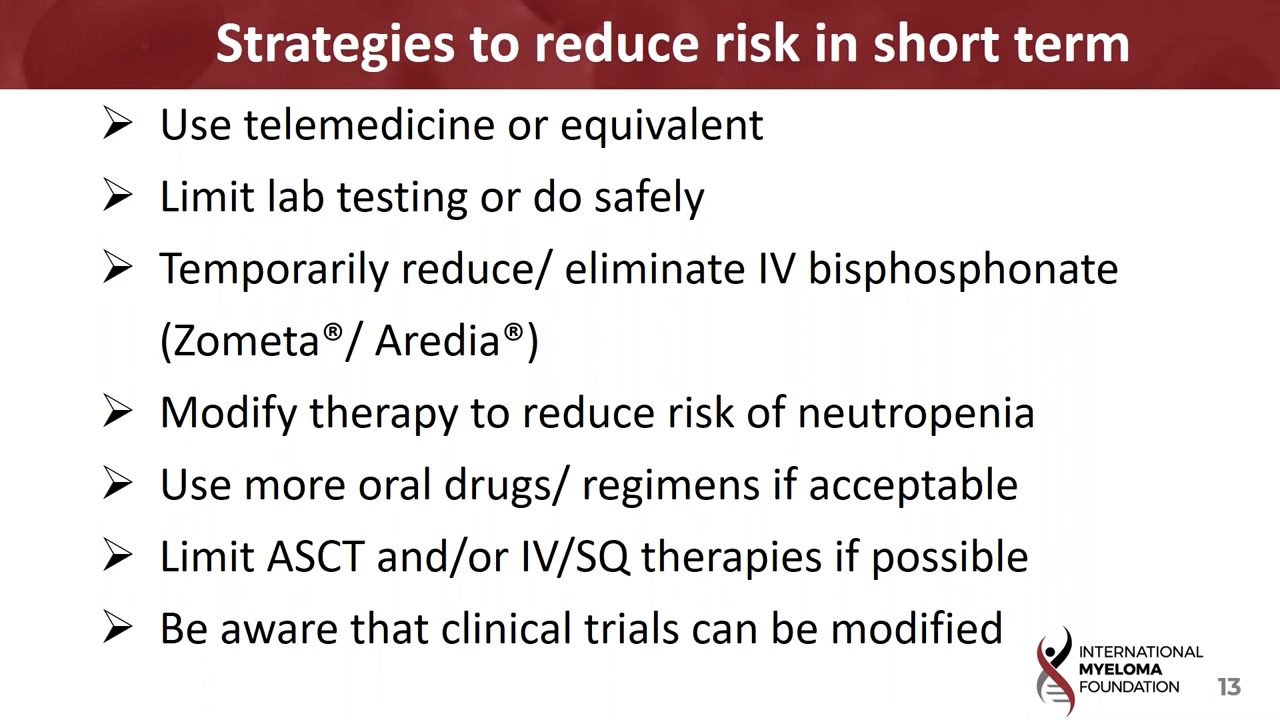 Strategies to reduce risk in short term
➢ Use telemedicine or equivalent
➢ Limit lab testing or do safely
➢ Temporarily reduce/ eliminate IV bisphosphonate
(Zometa®/ Aredia®)
➢ Modify therapy to reduce risk of neutropenia
➢ Use more oral drugs/ regimens if acceptable
➢ Limit ASCT and/or IV/SQ therapies if possible
➢ Be aware that clinical trials can be modified
INTERNATIONAL
MYELOMA
FOUNDATION
13